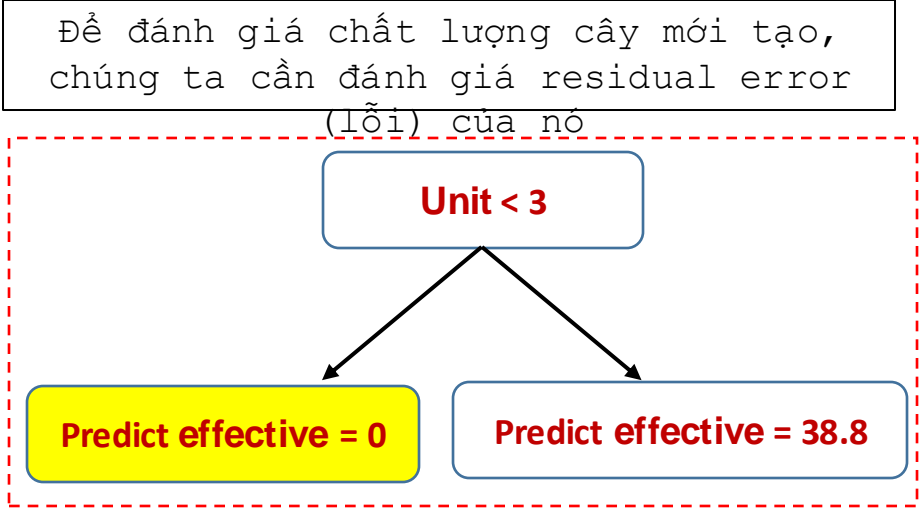 Để đánh giá chất lượng cây mới tạo,
chúng ta cần đánh giá residual error
(lỗi) của nó
Unit < 3
Predict effective = 0
Predict effective = 38.8